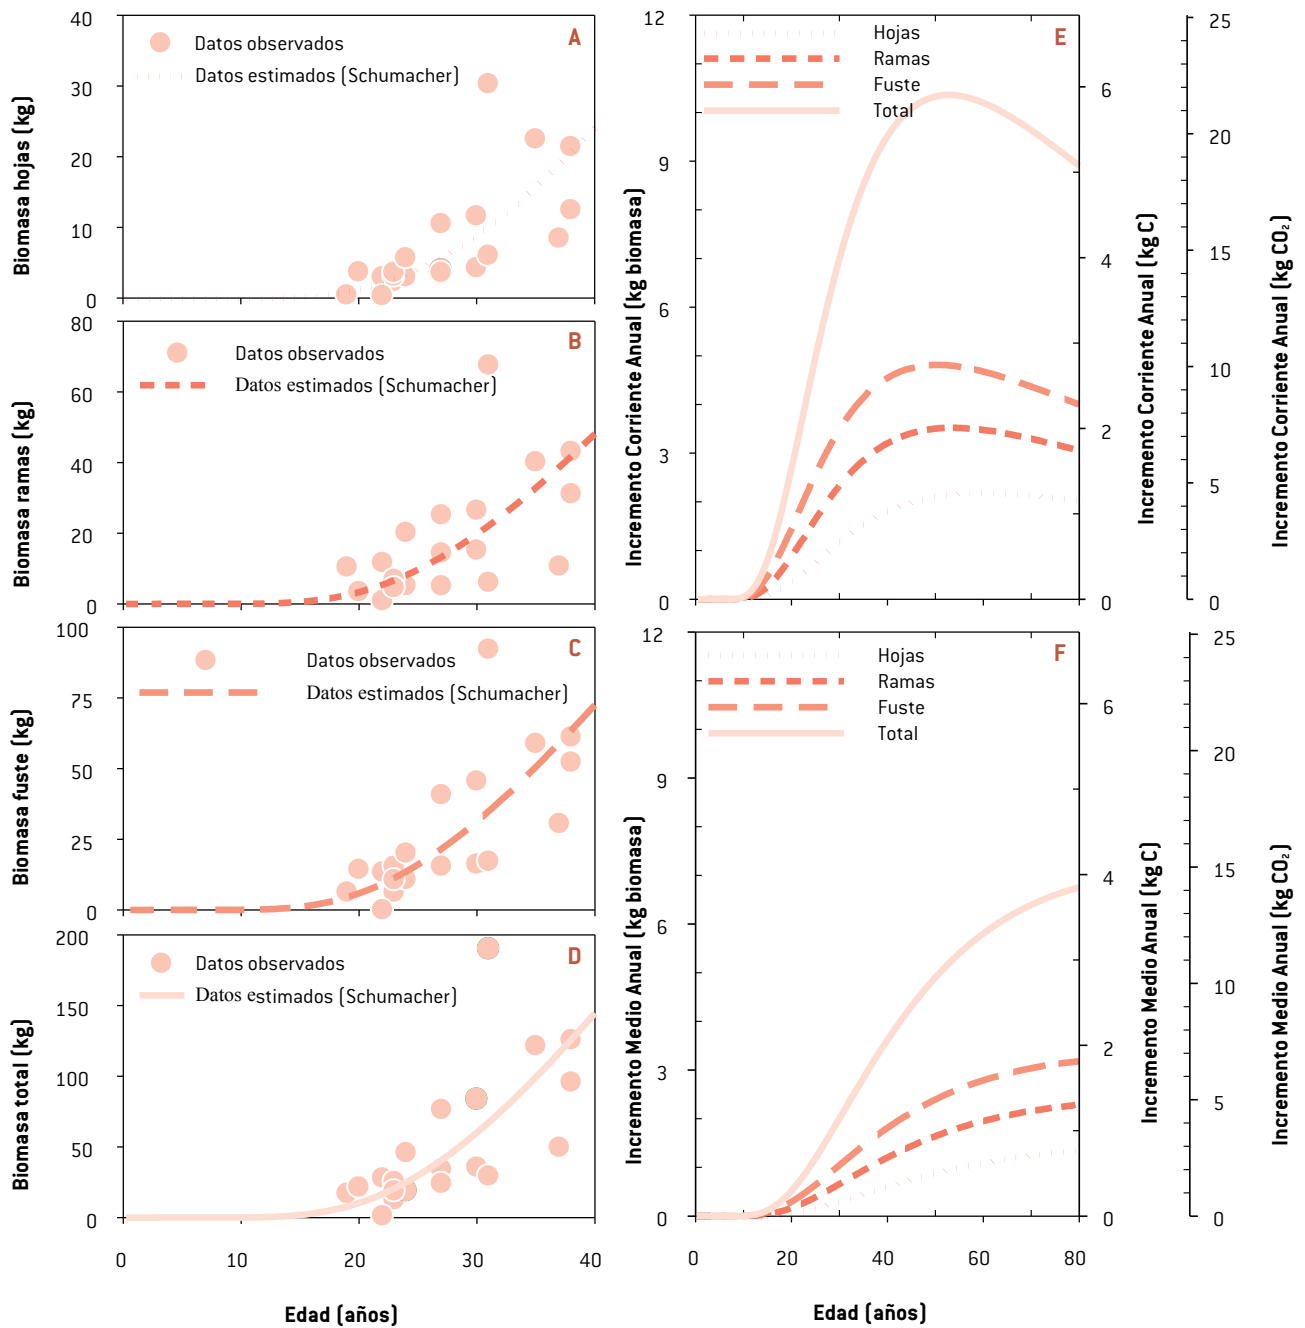 A
Datos observados
Datos estimados (Schumacher)
Biomasa hojas (kg)
40
30
20
10
0
B
Datos observados
Datos estimados (Schumacher)
Biomasa ramas (kg)
80
60
40
20
0
C
Datos observados
Datos estimados (Schumacher)
Biomasa fuste (kg)
100
75
50
25
0
D
Datos observados
Datos estimados (Schumacher)
Biomasa total (kg)
200
150
100
50
0
0 10 20 30 40
Edad (años)
E
Hojas
Ramas
Fuste
Total
Incremento Corriente Anual (kg biomasa)
12
9
6
3
0
Incremento Corriente Anual (kg C)
6
4
2
0
Incremento Corriente Anual (kg CO₂)
25
20
15
10
5
0
F
Hojas
Ramas
Fuste
Total
Incremento Medio Anual (kg biomasa)
12
9
6
3
0
Incremento Medio Anual (kg C)
6
4
2
0
Incremento Medio Anual (kg CO₂)
25
20
15
10
5
0
0 20 40 60 80
Edad (años)